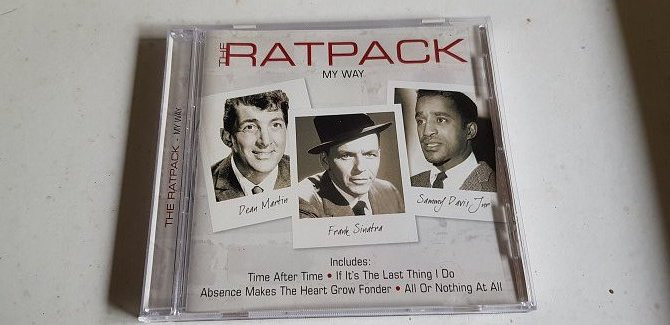 THE RATPACK
MY WAY
THE RATPACK - MY WAY
Dean Martin
Frank Sinatra
Sammy Davis Jnr
Includes:
Time After Time • If It's The Last Thing I Do
Absence Makes The Heart Grow Fonder • All Or Nothing At All